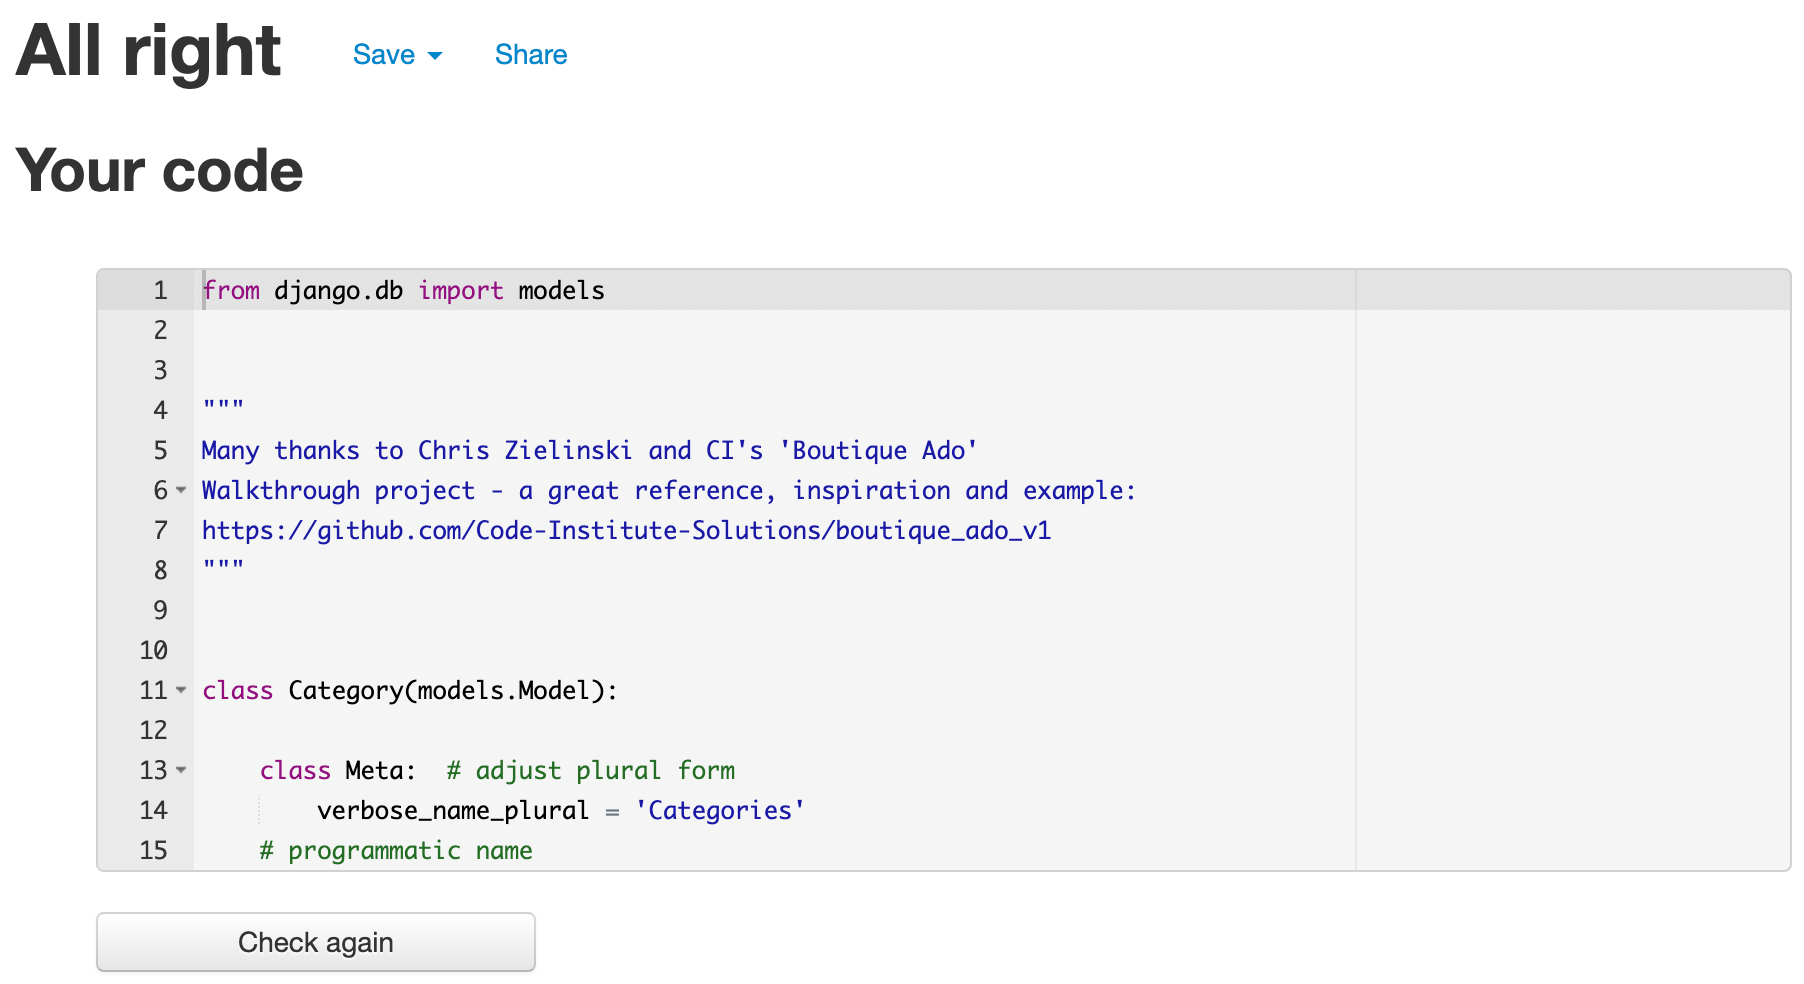 All right Save Share
Your code
1 from django.db import models
2
3
4 """
5 Many thanks to Chris Zielinski and CI's 'Boutique Ado'
6 Walkthrough project - a great reference, inspiration and example:
7 https://github.com/Code-Institute-Solutions/boutique_ado_v1
8 """
9
10
11 class Category(models.Model):
12
13     class Meta:  # adjust plural form
14         verbose_name_plural = 'Categories'
15     # programmatic name
Check again